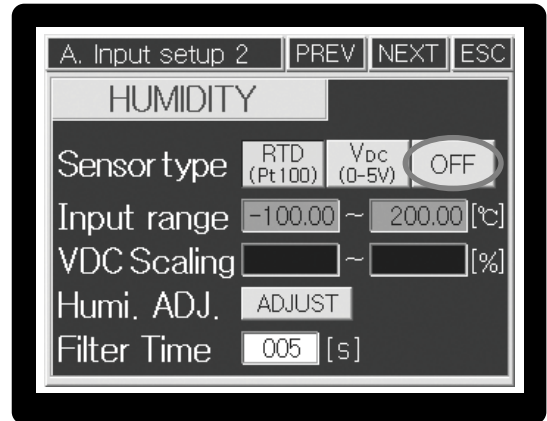 A. Input setup 2 PREV NEXT ESC
HUMIDITY
Sensor type RTD (Pt100) VDC (0-5V) OFF
Input range -100.00 ~ 200.00 [℃]
VDC Scaling ~ [%]
Humi. ADJ. ADJUST
Filter Time 005 [s]